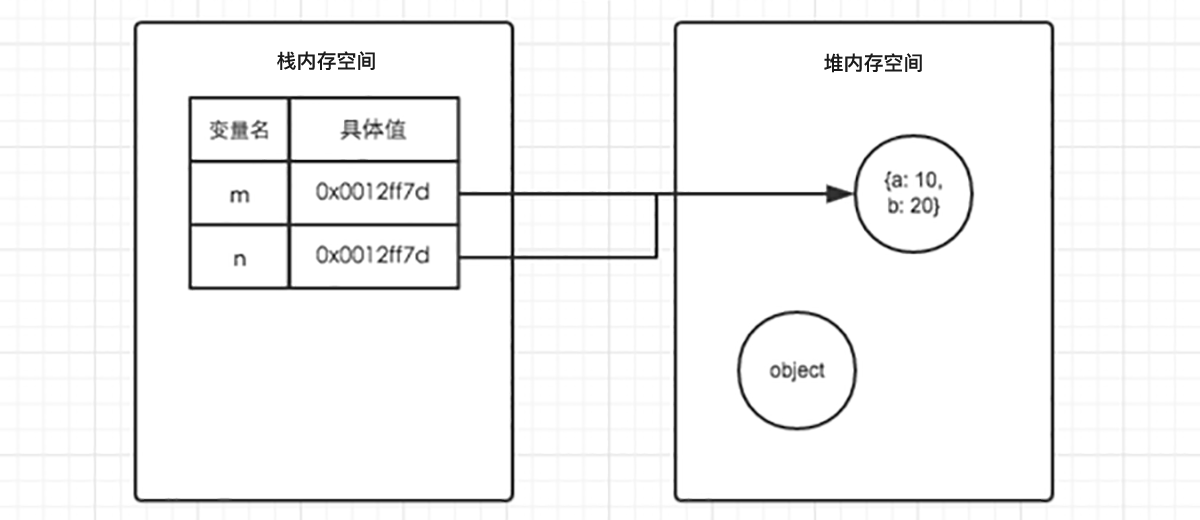 栈内存空间
变量名 具体值
m 0x0012ff7d
n 0x0012ff7d
堆内存空间
{a: 10,
b: 20}
object